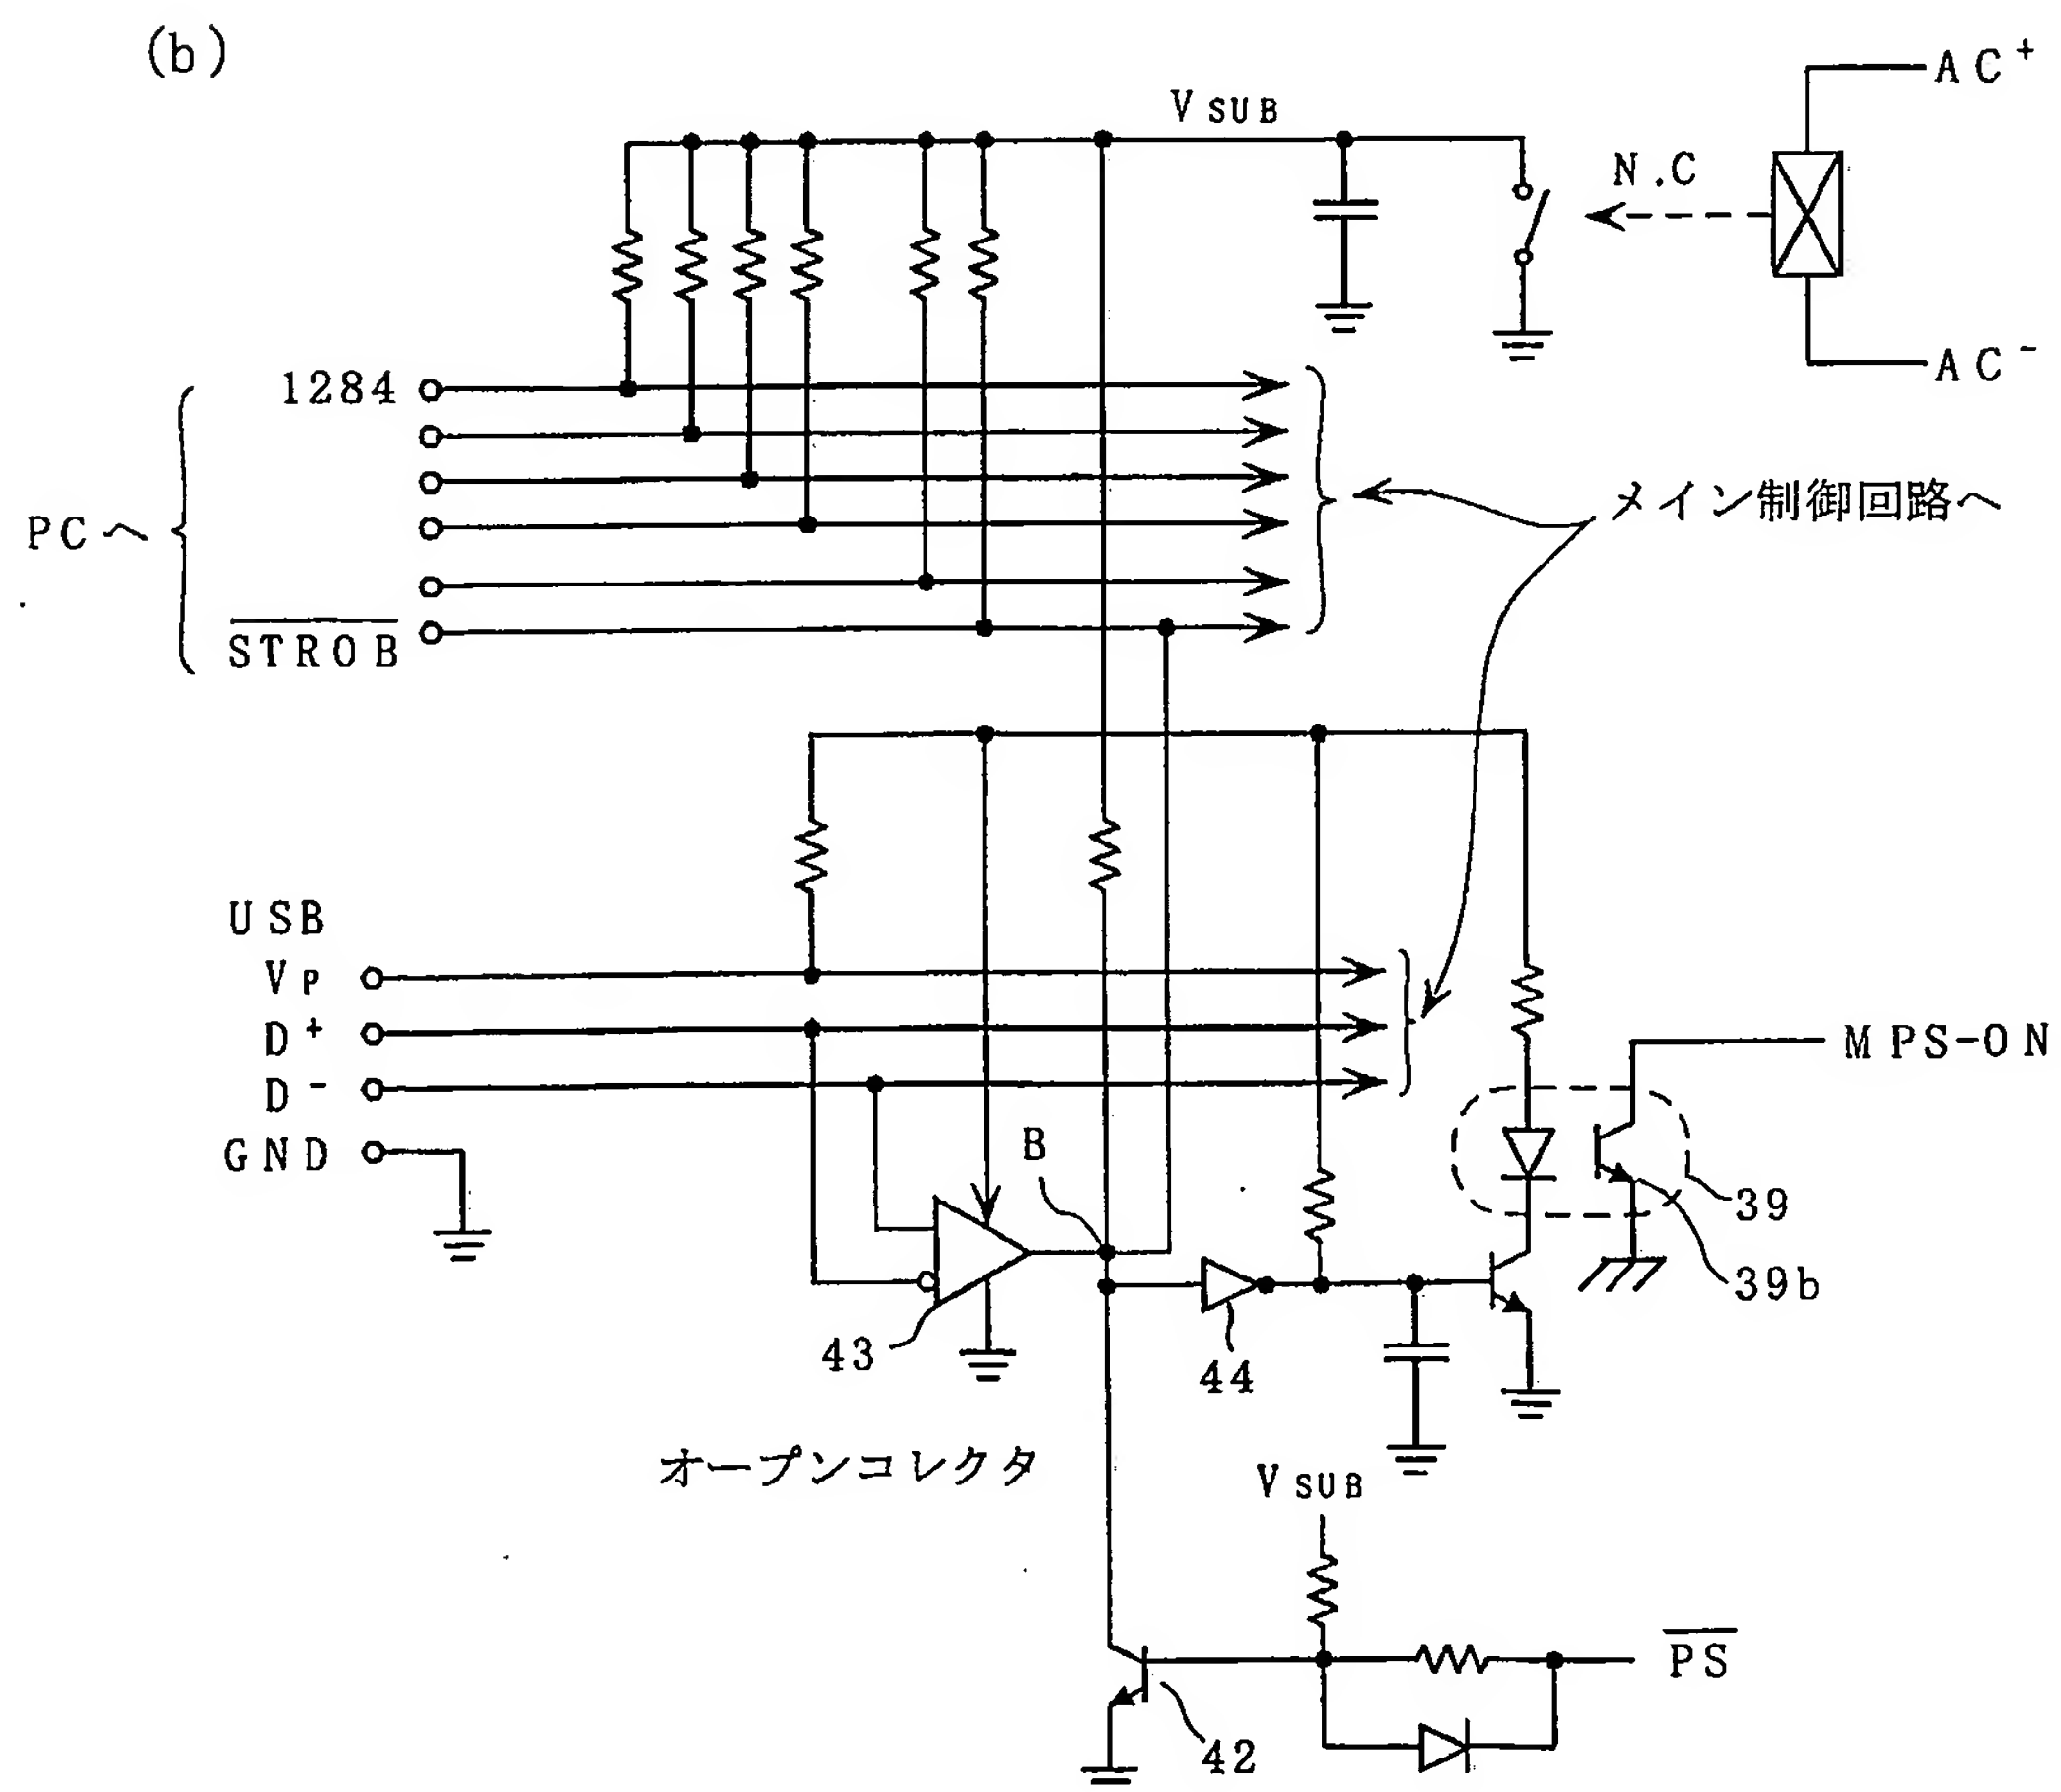 (b)
AC⁺
V SUB
N.C
AC⁻
1284
PCへ
メイン制御回路へ
STROB
USB
VP
D⁺
D⁻
GND
MPS-ON
B
39
39b
43
44
オープンコレクタ
V SUB
PS
42